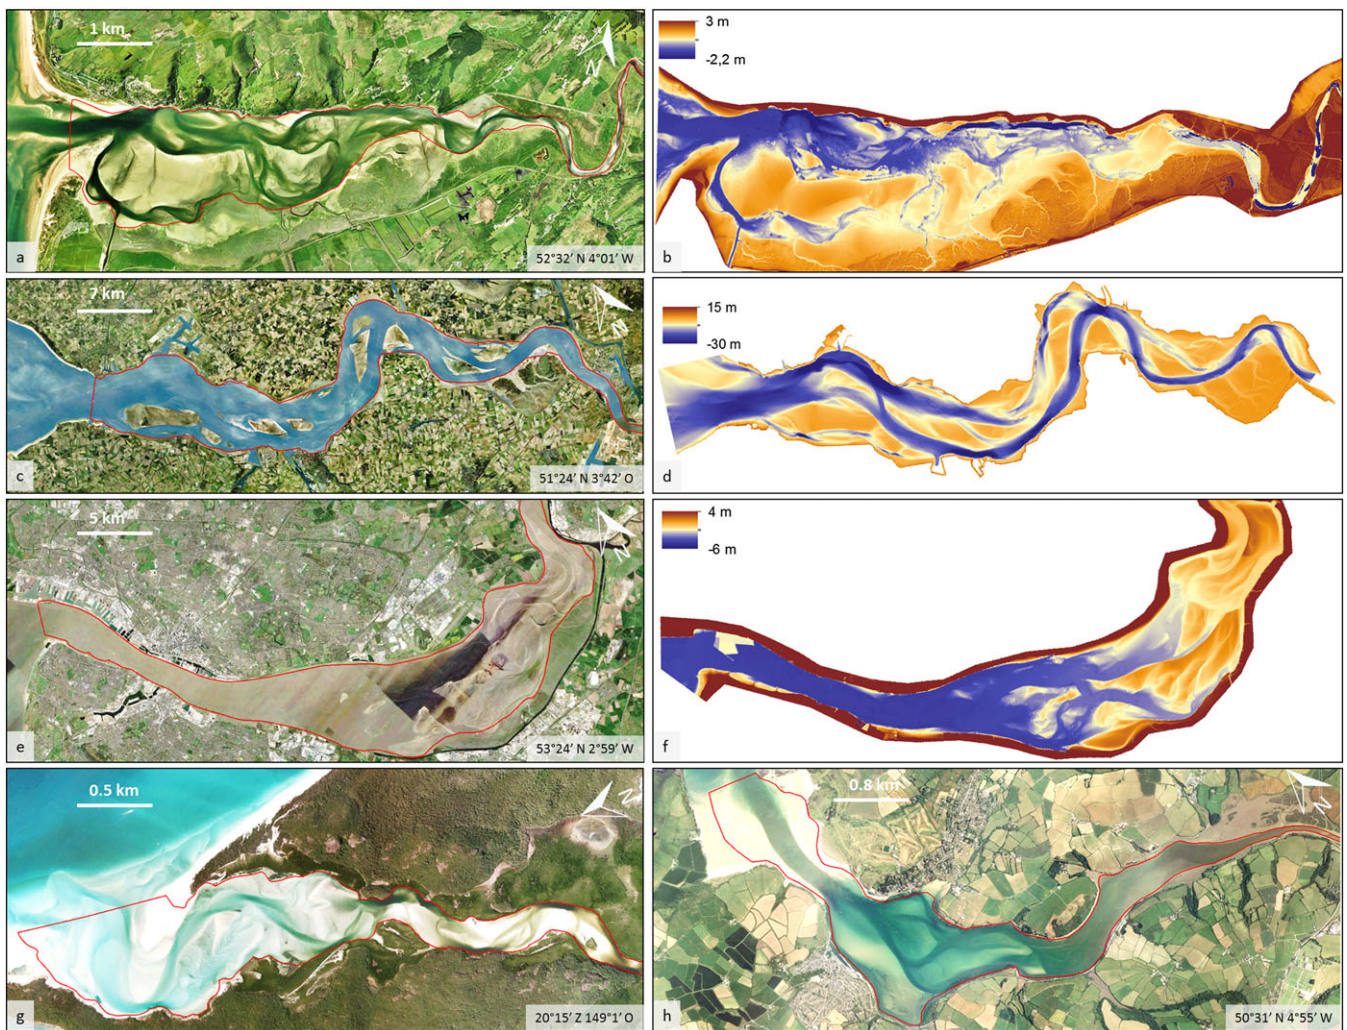 1 km
N
a
52°32′ N 4°01′ W
3 m
-2,2 m
b
7 km
N
c
51°24′ N 3°42′ O
15 m
-30 m
d
5 km
N
e
53°24′ N 2°59′ W
4 m
-6 m
f
0.5 km
N
g
20°15′ Z 149°1′ O
0.8 km
N
h
50°31′ N 4°55′ W